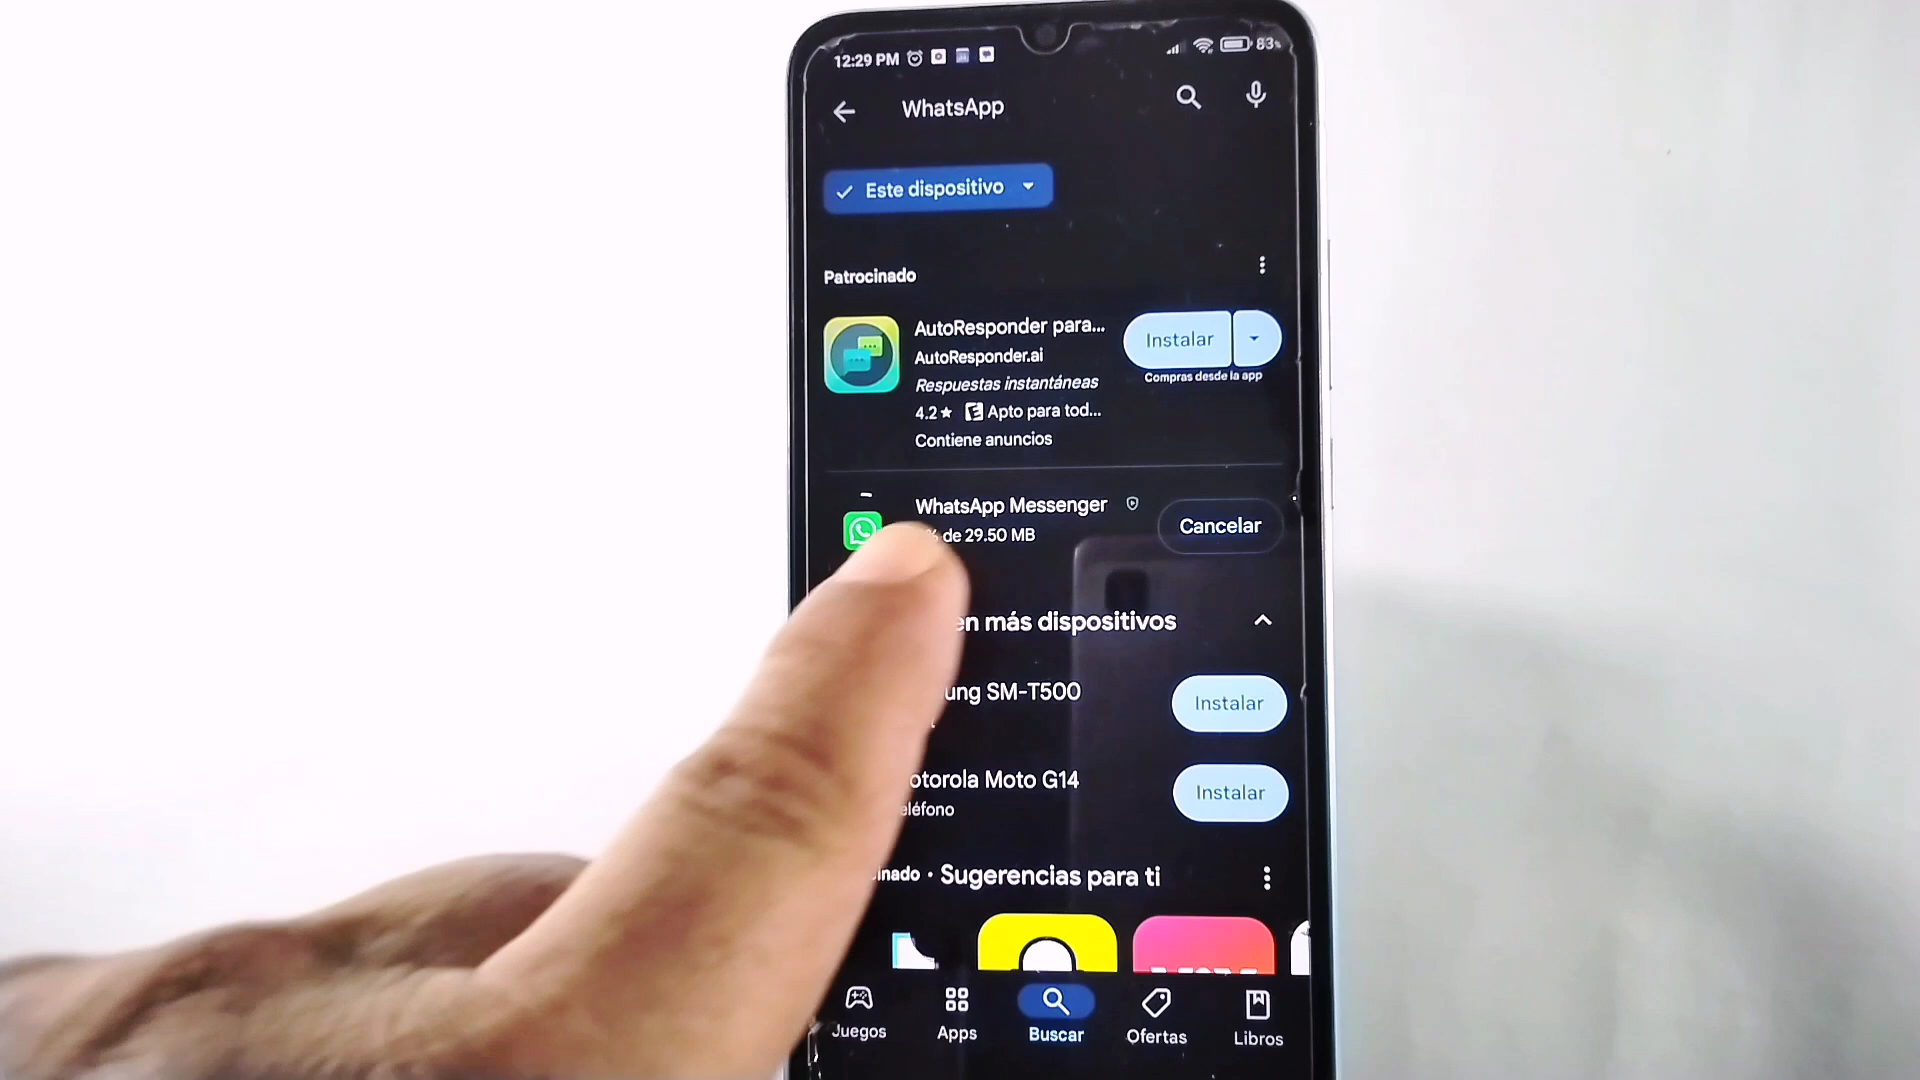 12:29 PM
83%
WhatsApp
Este dispositivo
Patrocinado
AutoResponder para...
AutoResponder.ai
Respuestas instantáneas
4.2★ E Apto para tod...
Contiene anuncios
Instalar
Compras desde la app
WhatsApp Messenger
% de 29.50 MB
Cancelar
en más dispositivos
ung SM-T500
Instalar
otorola Moto G14
eléfono
Instalar
inado • Sugerencias para ti
Juegos
Apps
Buscar
Ofertas
Libros